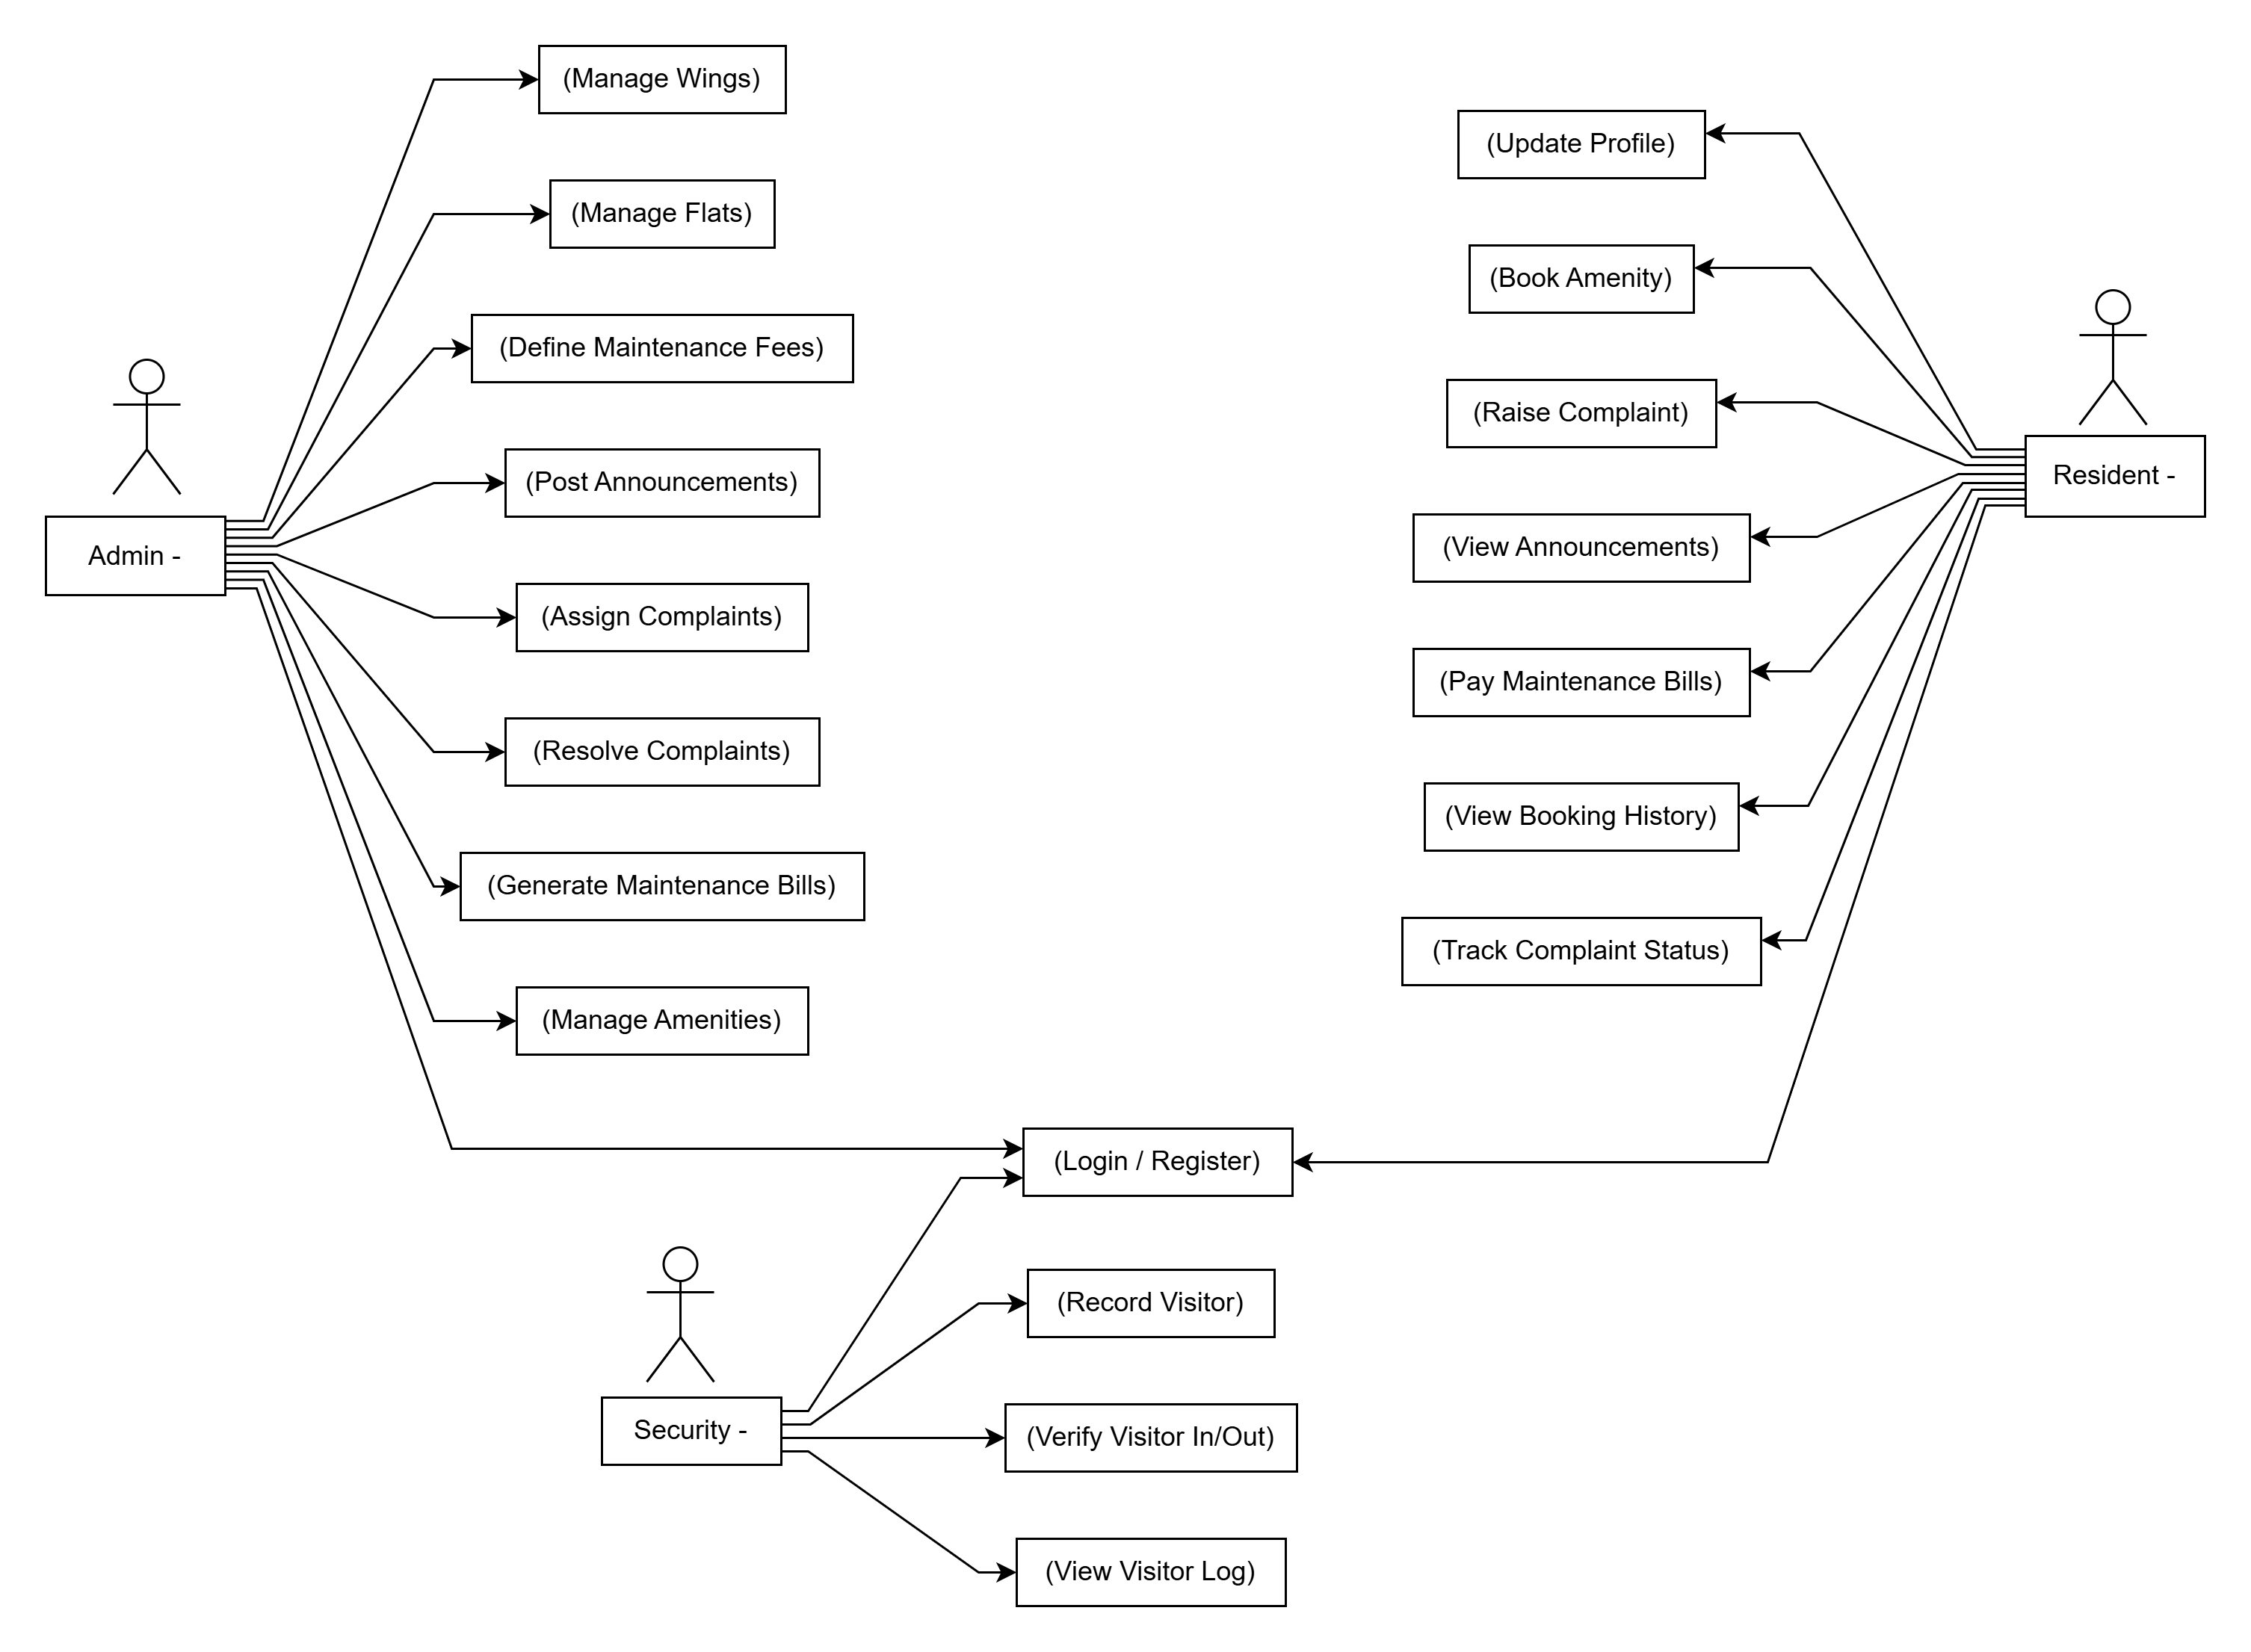 (Manage Wings)
(Manage Flats)
(Define Maintenance Fees)
(Post Announcements)
Admin -
(Assign Complaints)
(Resolve Complaints)
(Generate Maintenance Bills)
(Manage Amenities)
(Update Profile)
(Book Amenity)
(Raise Complaint)
Resident -
(View Announcements)
(Pay Maintenance Bills)
(View Booking History)
(Track Complaint Status)
(Login / Register)
(Record Visitor)
Security -
(Verify Visitor In/Out)
(View Visitor Log)